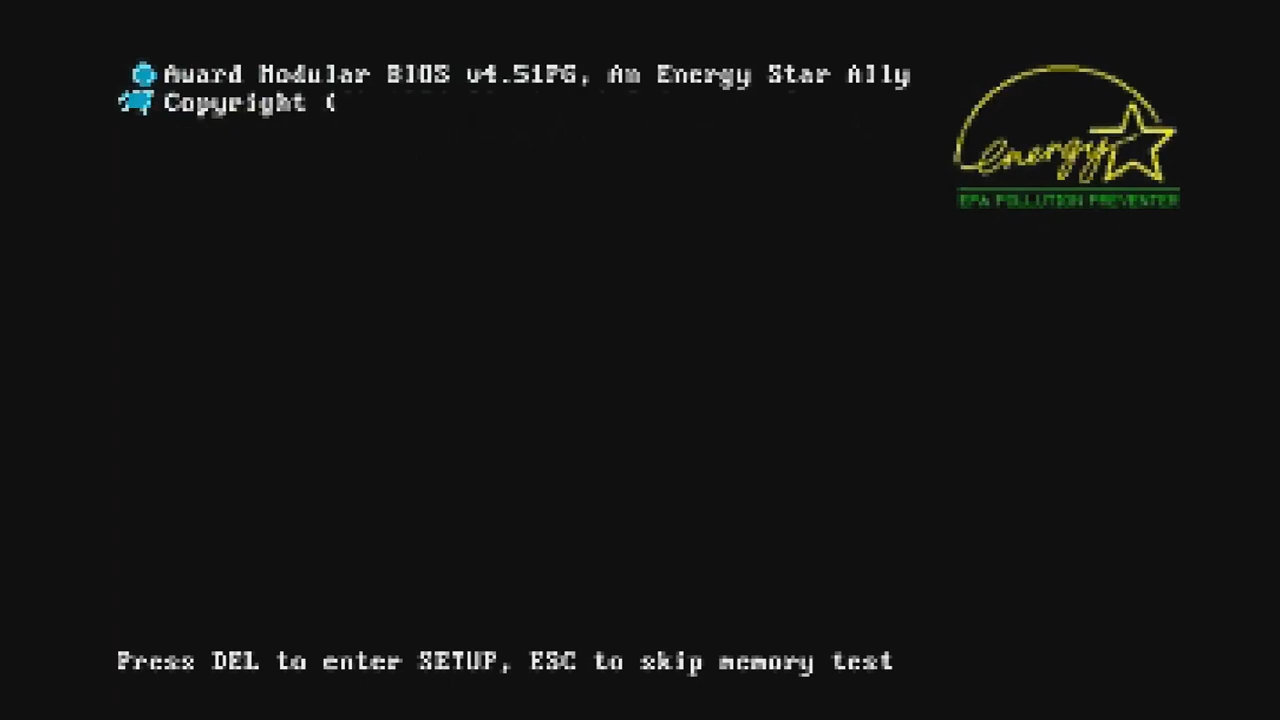 Award Modular BIOS v4.51PG, An Energy Star Ally
Copyright (
energy
EPA POLLUTION PREVENTER
Press DEL to enter SETUP, ESC to skip memory test